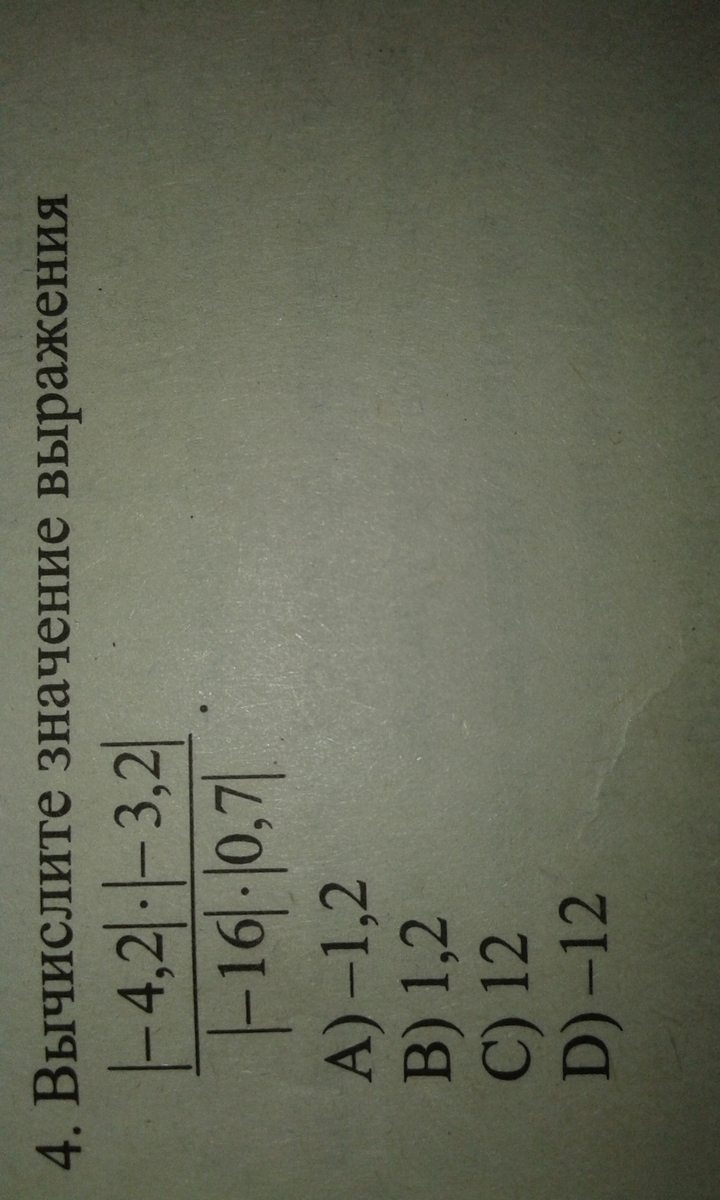 4. Вычислите значение выражения
|−4,2|·|−3,2|
|−16|·|0,7|
.
A) −1,2
B) 1,2
C) 12
D) −12